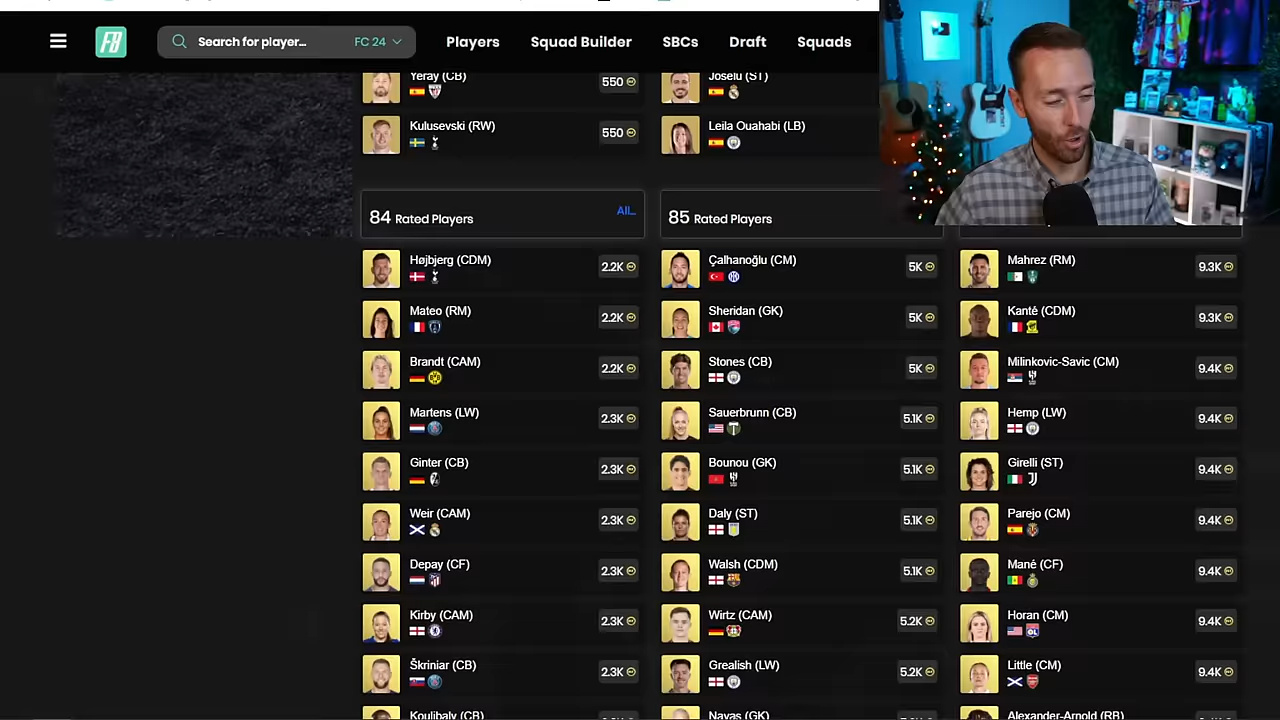 FB Search for player... FC 24 Players Squad Builder SBCs Draft Squads
Yeray (CB) 550
Kulusevski (RW) 550
Joselu (ST)
Leila Ouahabi (LB)
84 Rated Players All..
Højbjerg (CDM) 2.2K
Mateo (RM) 2.2K
Brandt (CAM) 2.2K
Martens (LW) 2.3K
Ginter (CB) 2.3K
Weir (CAM) 2.3K
Depay (CF) 2.3K
Kirby (CAM) 2.3K
Škriniar (CB) 2.3K
Koulibaly (CB)
85 Rated Players
Çalhanoğlu (CM) 5K
Sheridan (GK) 5K
Stones (CB) 5K
Sauerbrunn (CB) 5.1K
Bounou (GK) 5.1K
Daly (ST) 5.1K
Walsh (CDM) 5.1K
Wirtz (CAM) 5.2K
Grealish (LW) 5.2K
Navas (GK)
Mahrez (RM) 9.3K
Kanté (CDM) 9.3K
Milinkovic-Savic (CM) 9.4K
Hemp (LW) 9.4K
Girelli (ST) 9.4K
Parejo (CM) 9.4K
Mané (CF) 9.4K
Horan (CM) 9.4K
Little (CM) 9.4K
Alexander-Arnold (RB)